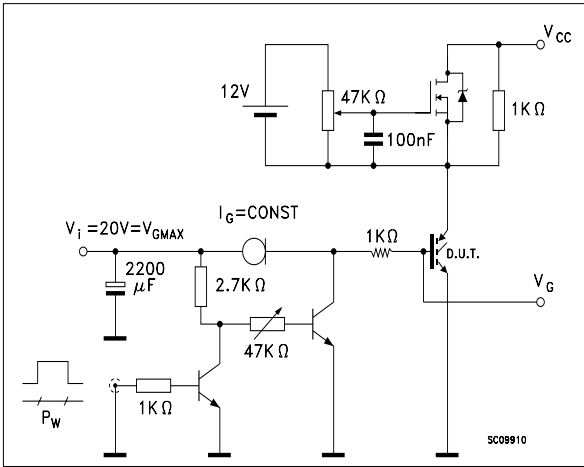 V_CC
12V
47KΩ
1KΩ
100nF
I_G=CONST
V_i =20V=V_GMAX
1KΩ
D.U.T.
2200
μF
2.7KΩ
V_G
47KΩ
1KΩ
P_W
SC09910